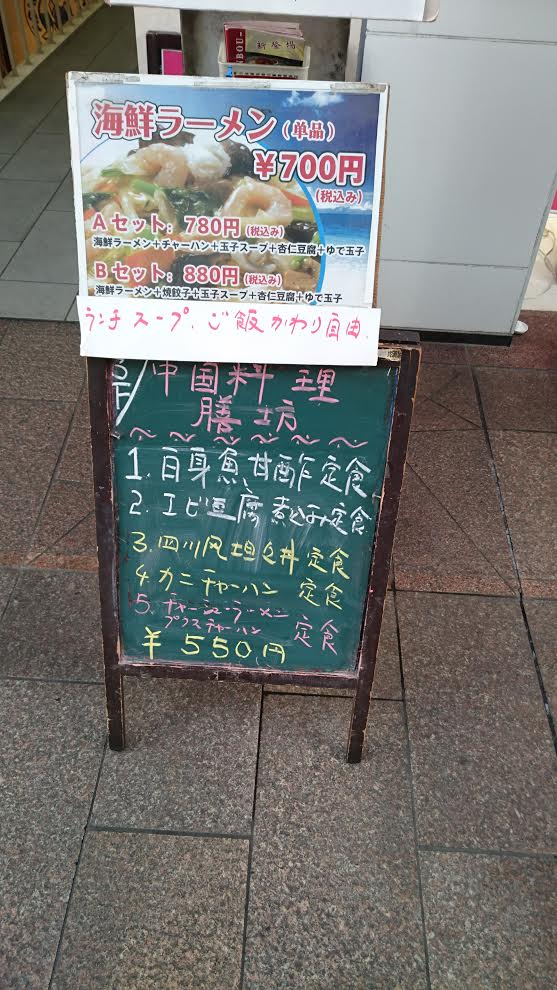 新登場
海鮮ラーメン(単品)
¥700円
(税込み)
Aセット: 780円(税込み)
海鮮ラーメン+チャーハン+玉子スープ+杏仁豆腐+ゆで玉子
Bセット: 880円(税込み)
海鮮ラーメン+焼餃子+玉子スープ+杏仁豆腐+ゆで玉子
ランチスープ、ご飯かわり自由.
中国料理
膳坊
1.白身魚甘酢定食
2.エビ豆腐煮込み定食
3.四川风坦々丼定食
4.カニチャーハン 定食
5.チャーシューラーメン
プラスチャーハン 定食
¥550円